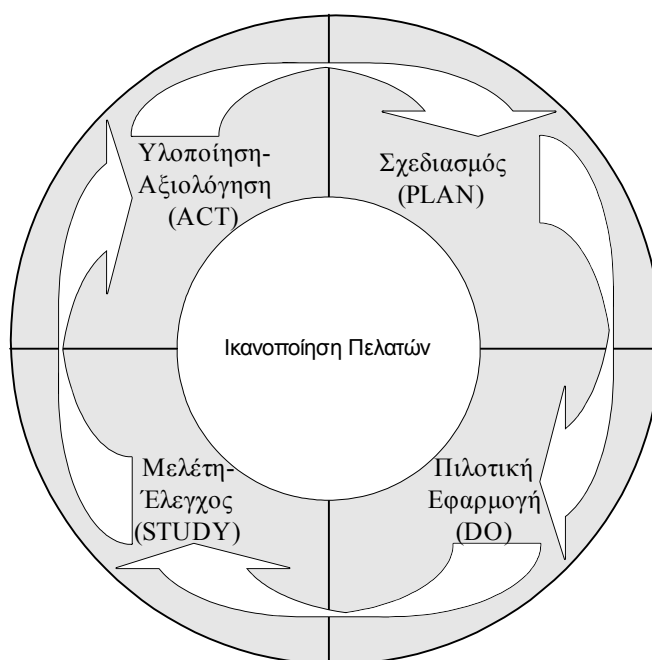 Υλοποίηση-
Αξιολόγηση
(ACT)
Σχεδιασμός
(PLAN)
Ικανοποίηση Πελατών
Μελέτη-
Έλεγχος
(STUDY)
Πιλοτική
Εφαρμογή
(DO)